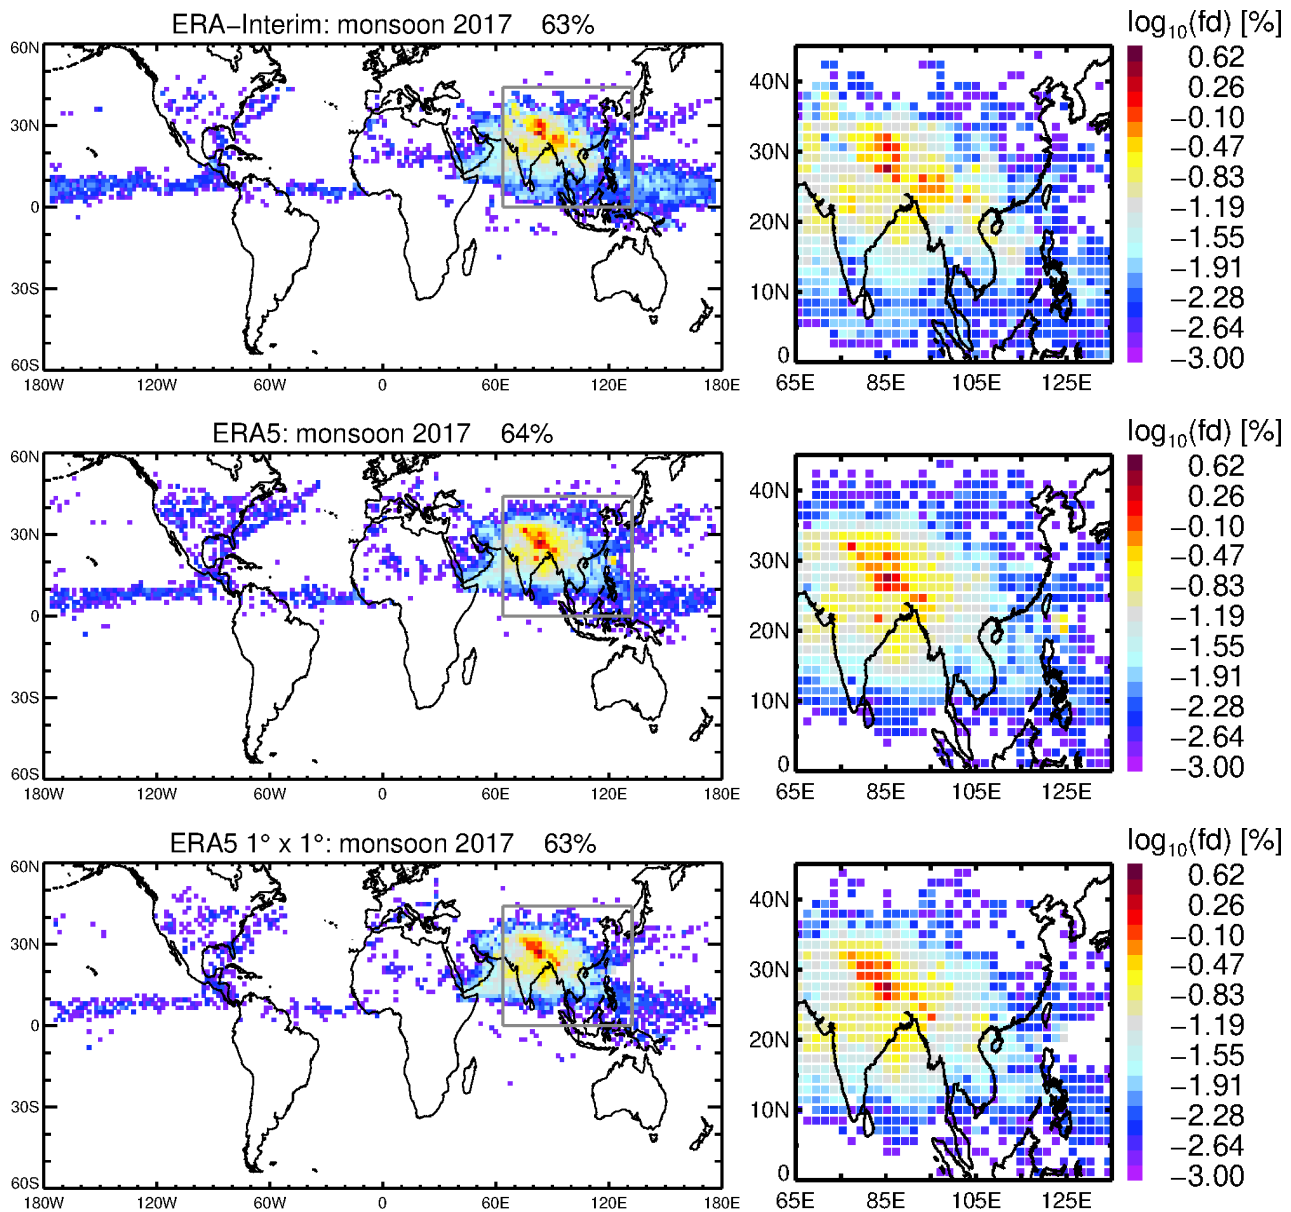 ERA−Interim: monsoon 2017 63%
60N
30N
0
30S
60S
180W 120W 60W 0 60E 120E 180E
40N
30N
20N
10N
0
65E 85E 105E 125E
log10(fd) [%]
0.62
0.26
−0.10
−0.47
−0.83
−1.19
−1.55
−1.91
−2.28
−2.64
−3.00
ERA5: monsoon 2017 64%
60N
30N
0
30S
60S
180W 120W 60W 0 60E 120E 180E
40N
30N
20N
10N
0
65E 85E 105E 125E
log10(fd) [%]
0.62
0.26
−0.10
−0.47
−0.83
−1.19
−1.55
−1.91
−2.28
−2.64
−3.00
ERA5 1° x 1°: monsoon 2017 63%
60N
30N
0
30S
60S
180W 120W 60W 0 60E 120E 180E
40N
30N
20N
10N
0
65E 85E 105E 125E
log10(fd) [%]
0.62
0.26
−0.10
−0.47
−0.83
−1.19
−1.55
−1.91
−2.28
−2.64
−3.00